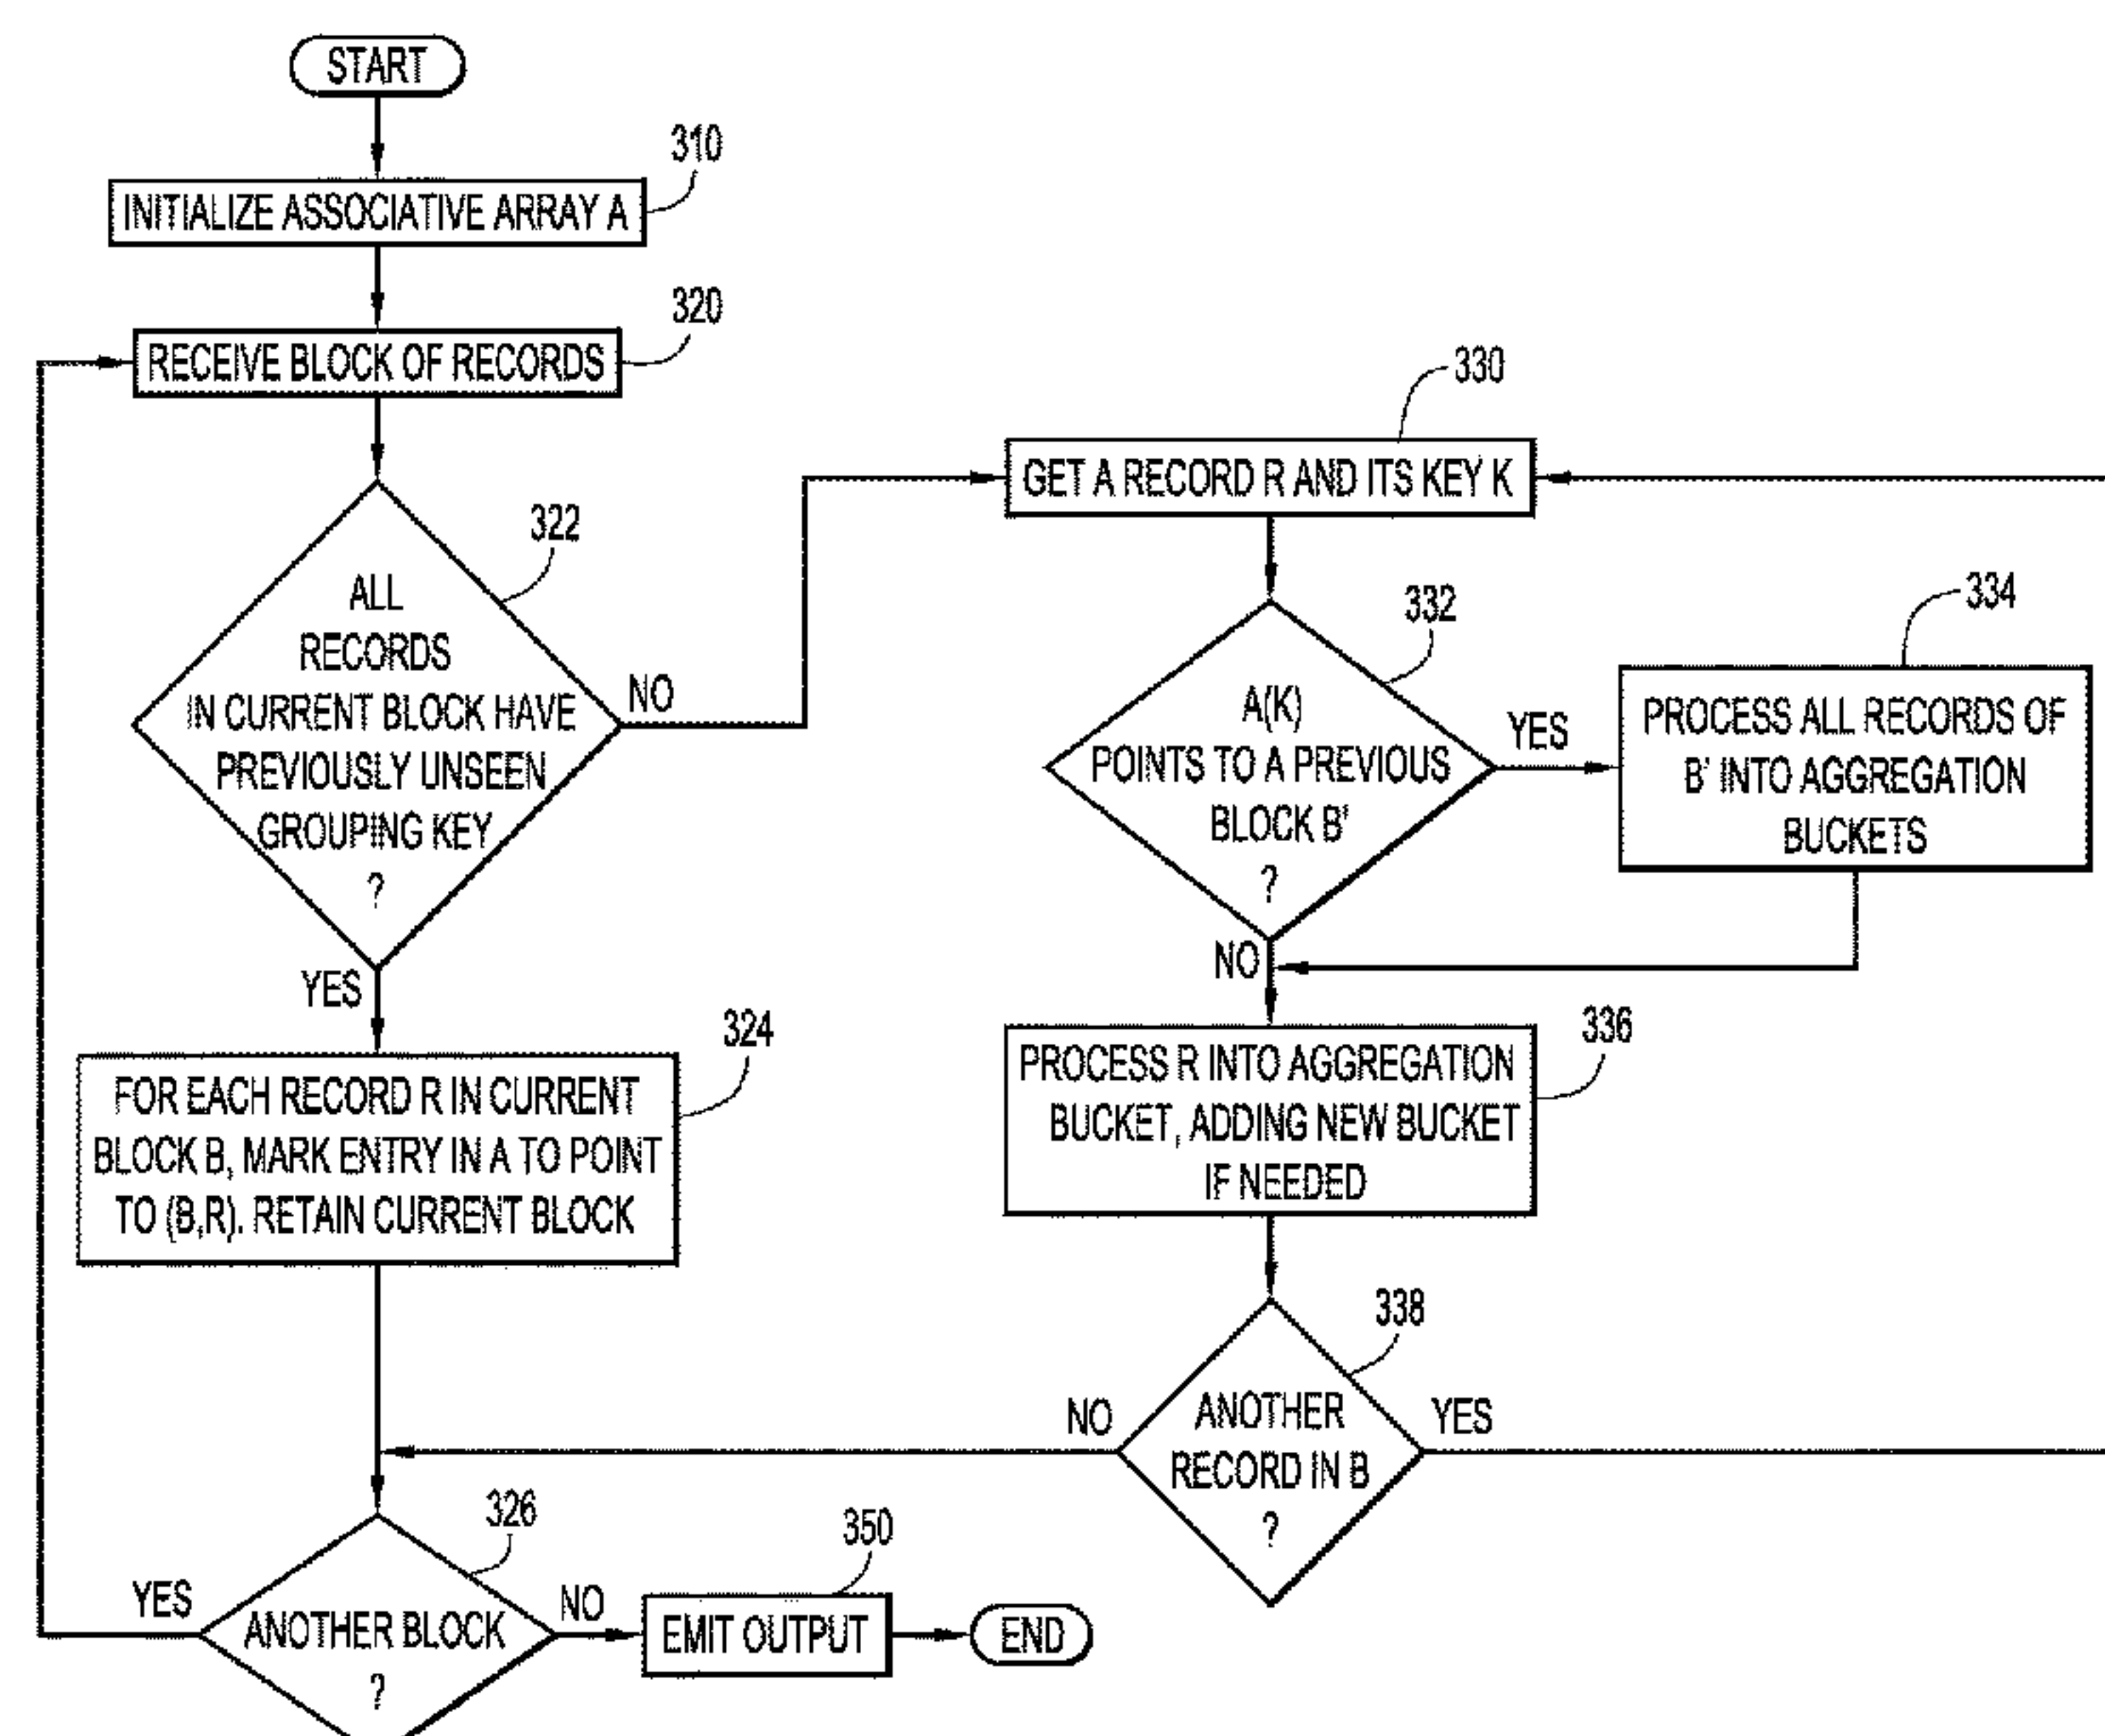 START
310
INITIALIZE ASSOCIATIVE ARRAY A
320
RECEIVE BLOCK OF RECORDS
322
ALL
RECORDS
IN CURRENT BLOCK HAVE
PREVIOUSLY UNSEEN
GROUPING KEY
?
NO
YES
324
FOR EACH RECORD R IN CURRENT
BLOCK B, MARK ENTRY IN A TO POINT
TO (B,R). RETAIN CURRENT BLOCK
326
ANOTHER BLOCK
?
YES
NO
350
EMIT OUTPUT
END
330
GET A RECORD R AND ITS KEY K
332
A(K)
POINTS TO A PREVIOUS
BLOCK B'
?
YES
NO
334
PROCESS ALL RECORDS OF
B' INTO AGGREGATION
BUCKETS
336
PROCESS R INTO AGGREGATION
BUCKET, ADDING NEW BUCKET
IF NEEDED
338
ANOTHER
RECORD IN B
?
NO
YES